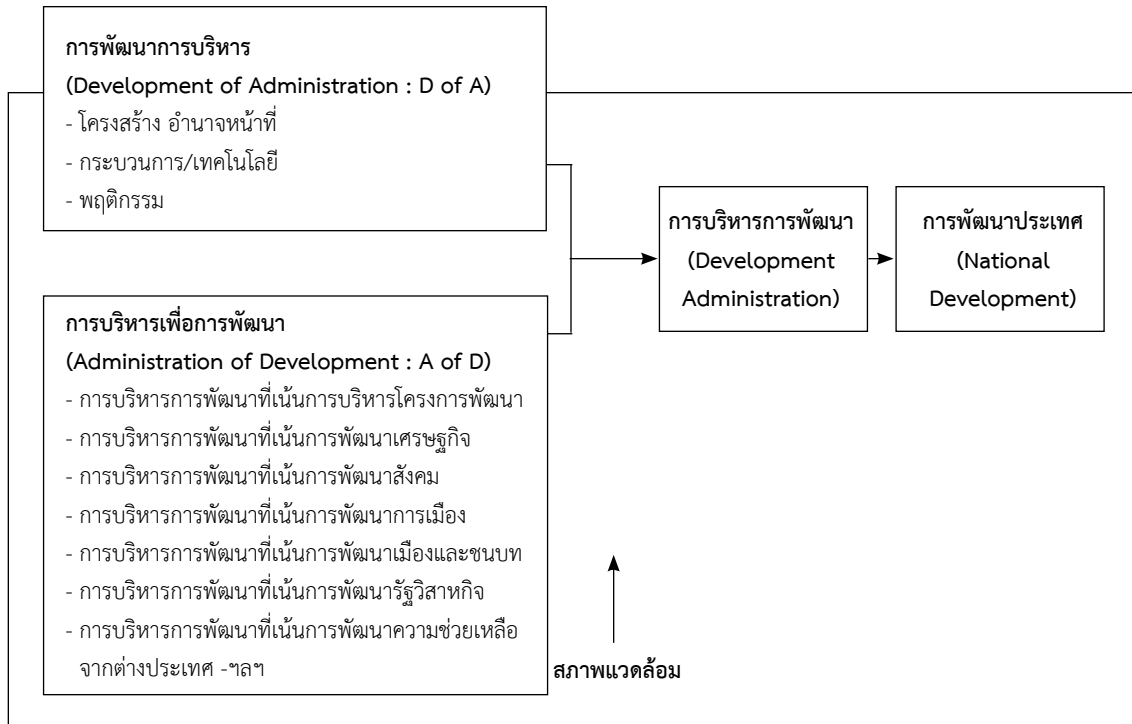 การพัฒนาการบริหาร
(Development of Administration : D of A)
- โครงสร้าง อำนาจหน้าที่
- กระบวนการ/เทคโนโลยี
- พฤติกรรม
การบริหารเพื่อการพัฒนา
(Administration of Development : A of D)
- การบริหารการพัฒนาที่เน้นการบริหารโครงการพัฒนา
- การบริหารการพัฒนาที่เน้นการพัฒนาเศรษฐกิจ
- การบริหารการพัฒนาที่เน้นการพัฒนาสังคม
- การบริหารการพัฒนาที่เน้นการพัฒนาการเมือง
- การบริหารการพัฒนาที่เน้นการพัฒนาเมืองและชนบท
- การบริหารการพัฒนาที่เน้นการพัฒนารัฐวิสาหกิจ
- การบริหารการพัฒนาที่เน้นการพัฒนาความช่วยเหลือ
จากต่างประเทศ -ฯลฯ
การบริหารการพัฒนา
(Development
Administration)
การพัฒนาประเทศ
(National
Development)
สภาพแวดล้อม